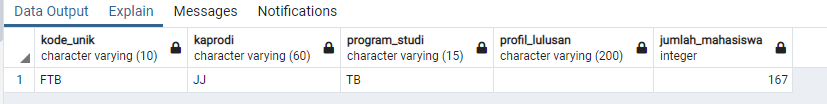 Data Output Explain Messages Notifications
kode_unik kaprodi program_studi profil_lulusan jumlah_mahasiswa
character varying (10) character varying (60) character varying (15) character varying (200) integer
1 FTB JJ TB 167